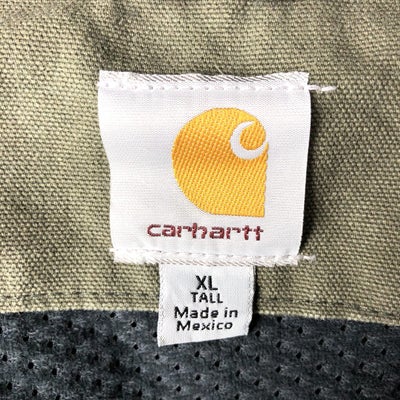 carhartt
XL
TALL
Made in
Mexico